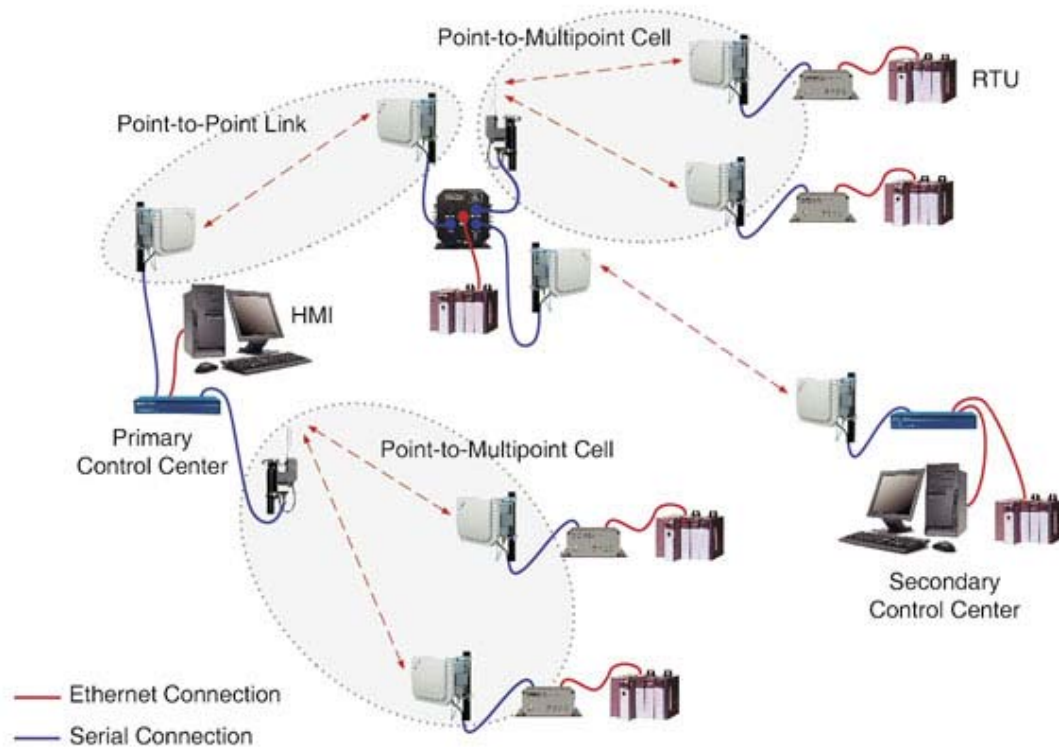 Point-to-Multipoint Cell
RTU
Point-to-Point Link
HMI
Primary
Control Center
Point-to-Multipoint Cell
Secondary
Control Center
Ethernet Connection
Serial Connection